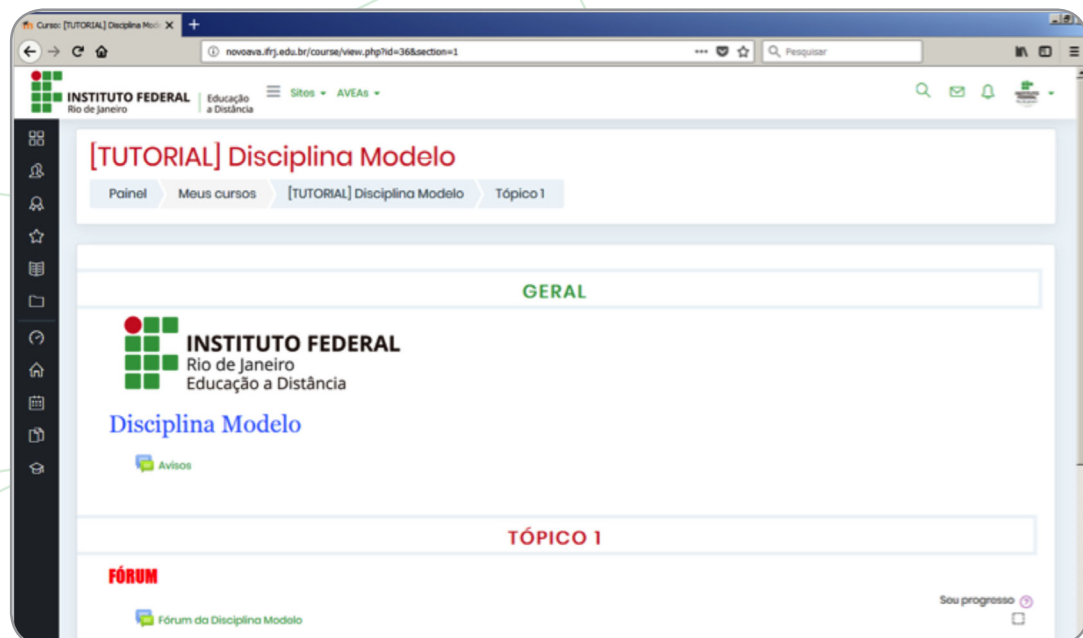 Curso: [TUTORIAL] Disciplina Mod
novoava.ifrj.edu.br/course/view.php?id=36&section=1
Pesquisar
INSTITUTO FEDERAL
Rio de Janeiro
Educação
a Distância
Sites
AVEAs
[TUTORIAL] Disciplina Modelo
Painel
Meus cursos
[TUTORIAL] Disciplina Modelo
Tópico 1
GERAL
INSTITUTO FEDERAL
Rio de Janeiro
Educação a Distância
Disciplina Modelo
Avisos
TÓPICO 1
FÓRUM
Seu progresso
Fórum da Disciplina Modelo